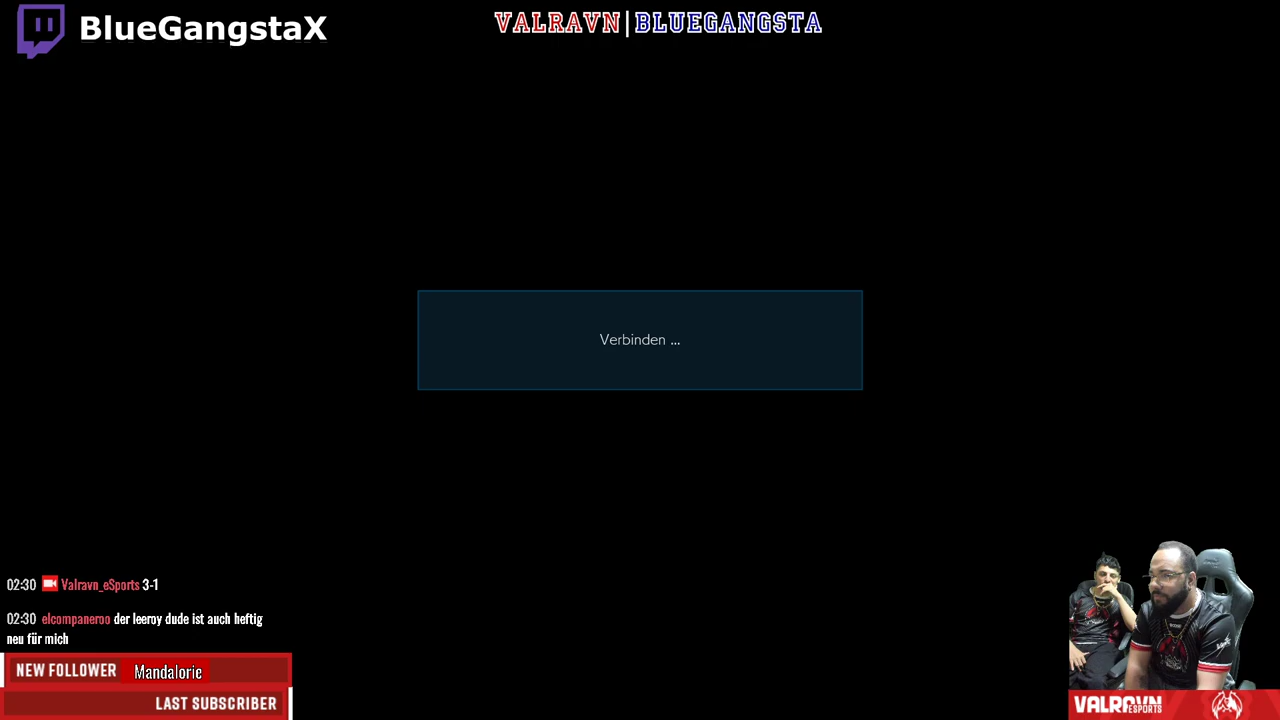 BlueGangstaX
VALRAVN|BLUEGANGSTA
Verbinden ...
02:30 Valravn_eSports 3-1
02:30 elcompaneroo der leeroy dude ist auch heftig
neu für mich
NEW FOLLOWER Mandalorie
LAST SUBSCRIBER
VALRAVN
ESPORTS